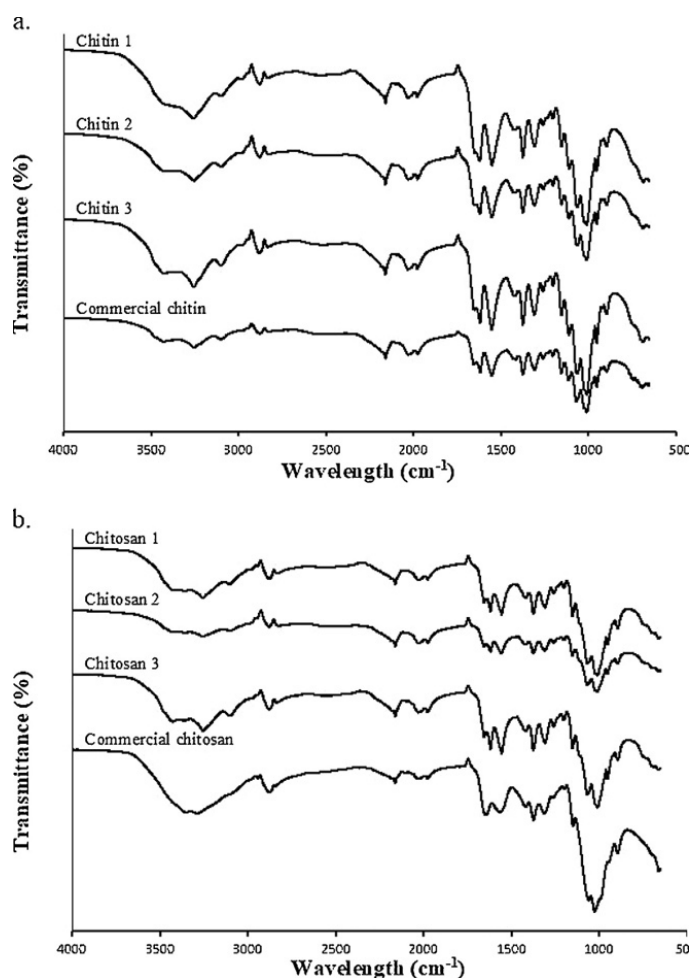 a.
Chitin 1
Chitin 2
Chitin 3
Commercial chitin
Transmittance (%)
4000 3500 3000 2500 2000 1500 1000 500
Wavelength (cm⁻¹)
b.
Chitosan 1
Chitosan 2
Chitosan 3
Commercial chitosan
Transmittance (%)
4000 3500 3000 2500 2000 1500 1000 500
Wavelength (cm⁻¹)